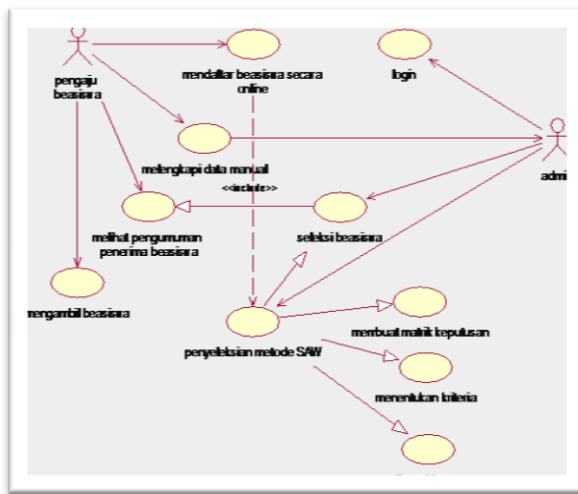 pengaju
beasiswa
mendaftar beasiswa secara
online
login
admi
melengkapi data manual
<<include>>
melihat pengumuman
penerima beasiswa
seleksi beasiswa
mengambil beasiswa
penyeleksian metode SAW
membuat matrik keputusan
menentukan kriteria